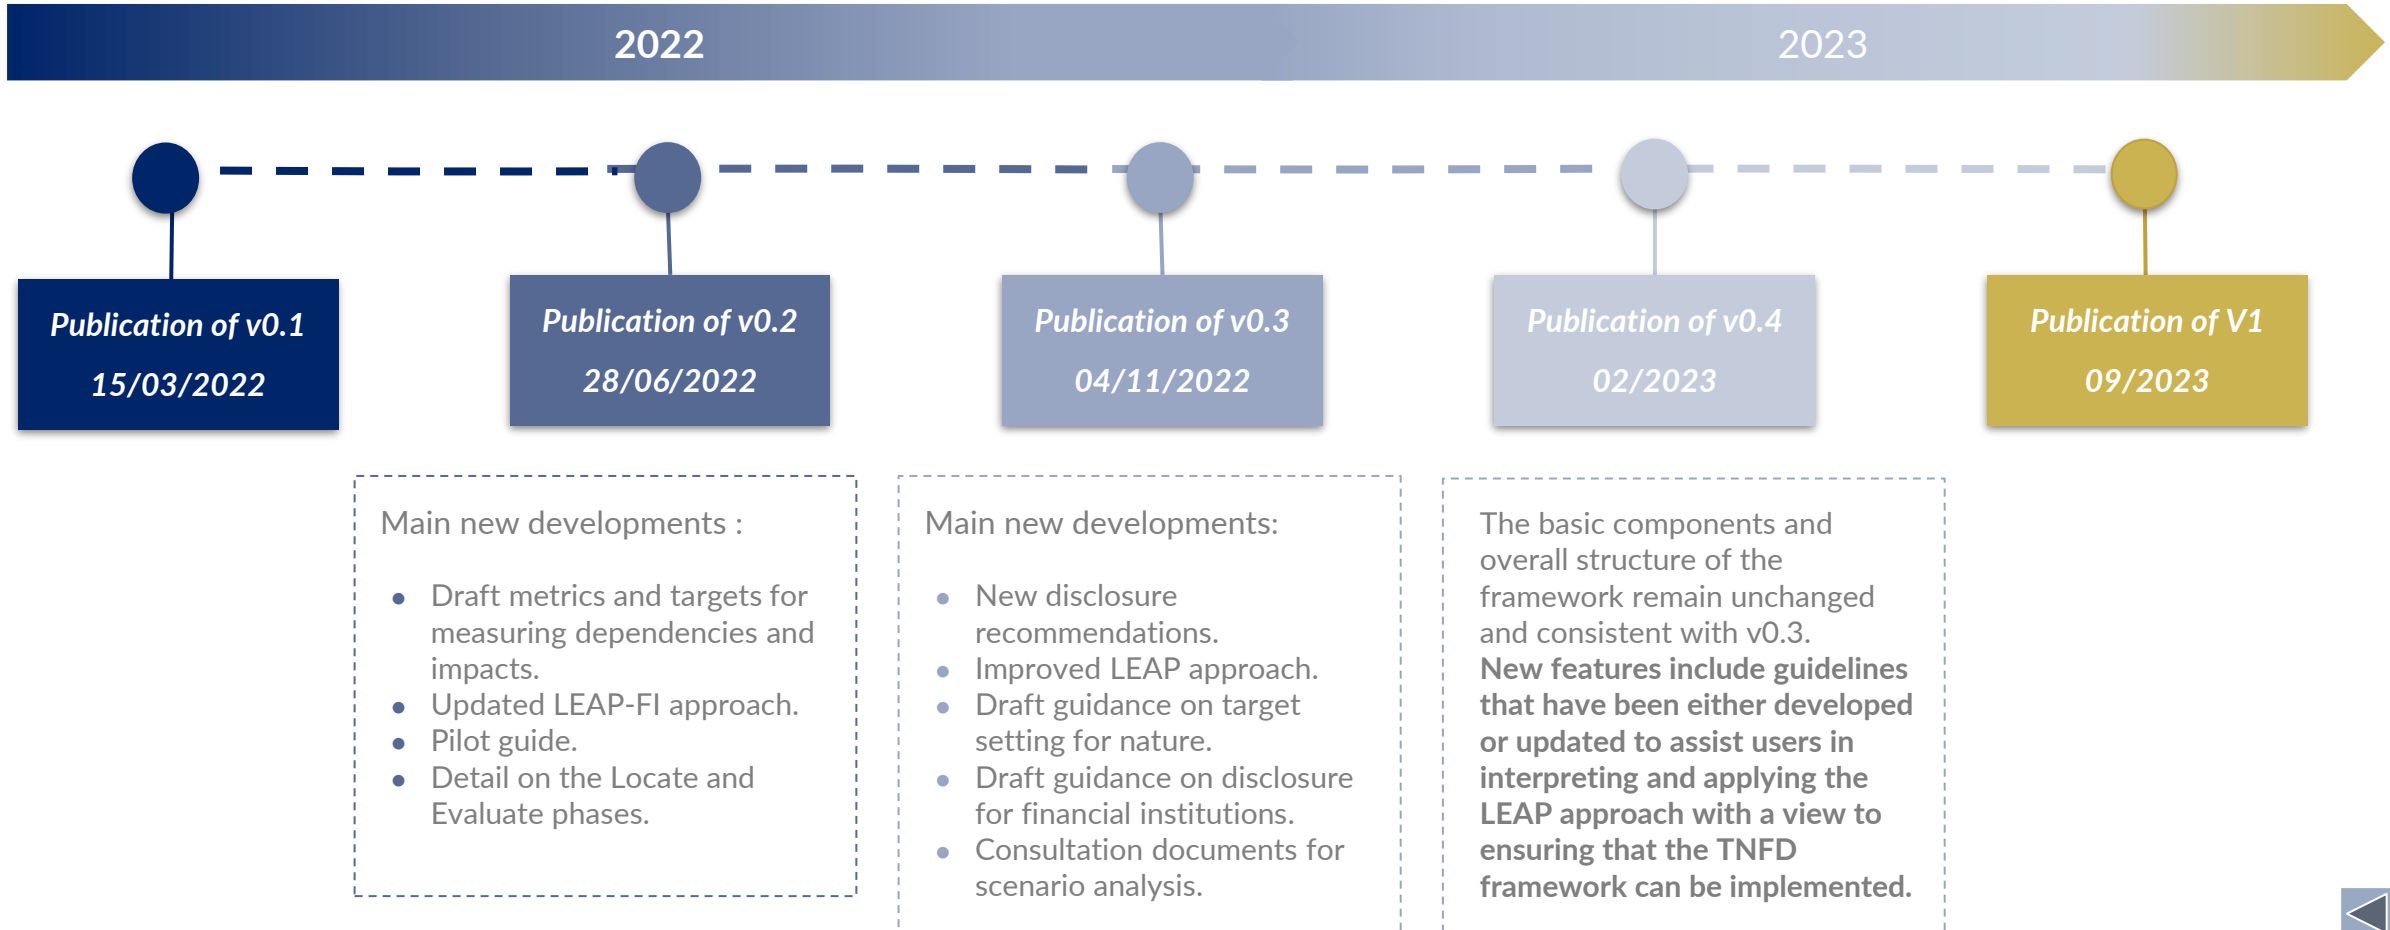 2022
2023
Publication of v0.1
15/03/2022
Publication of v0.2
28/06/2022
Publication of v0.3
04/11/2022
Publication of v0.4
02/2023
Publication of V1
09/2023
Main new developments :
● Draft metrics and targets for
measuring dependencies and
impacts.
● Updated LEAP-FI approach.
● Pilot guide.
● Detail on the Locate and
Evaluate phases.
Main new developments:
● New disclosure
recommendations.
● Improved LEAP approach.
● Draft guidance on target
setting for nature.
● Draft guidance on disclosure
for financial institutions.
● Consultation documents for
scenario analysis.
The basic components and
overall structure of the
framework remain unchanged
and consistent with v0.3.
New features include guidelines
that have been either developed
or updated to assist users in
interpreting and applying the
LEAP approach with a view to
ensuring that the TNFD
framework can be implemented.